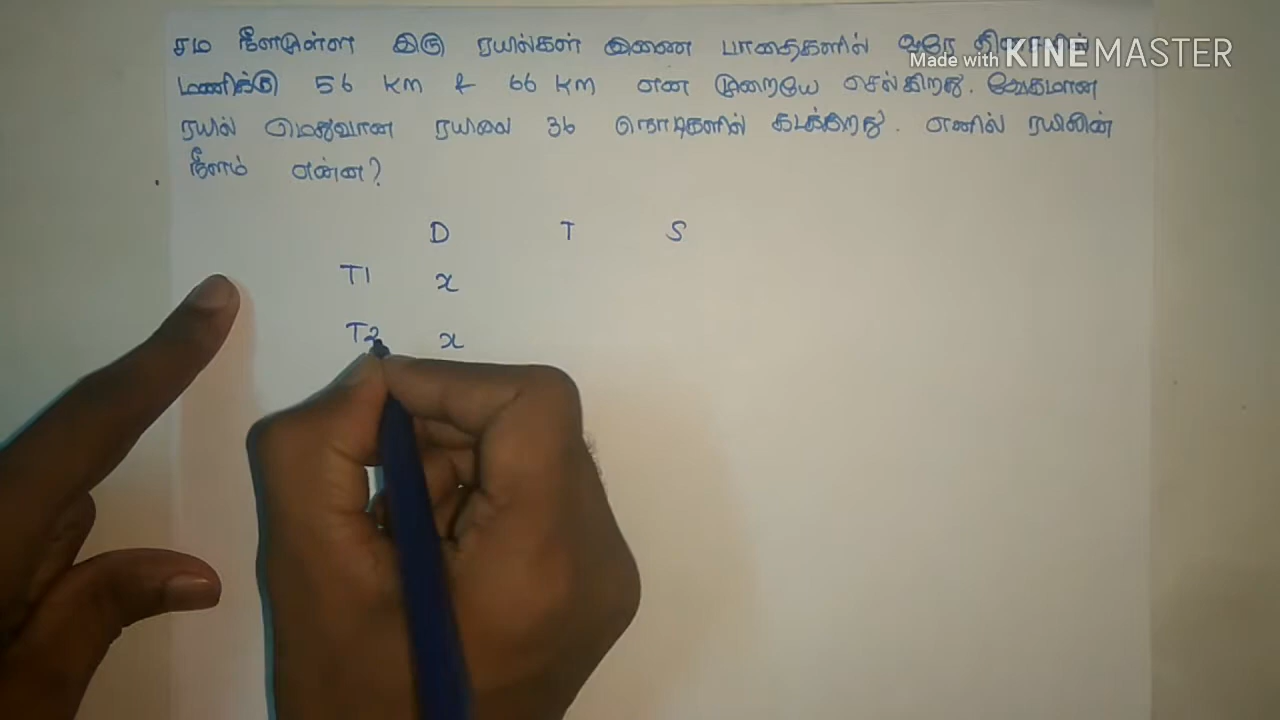 சம நீளமுள்ள இரு ரயில்கள் இணை பாதைகளில் ஒரே திசையில்
Made with KINEMASTER
மணிக்கு 56 km & 66 km என முறையே செல்கிறது. வேகமான
ரயில் மெதுவான ரயிலை 36 நொடிகளில் கடக்கிறது. எனில் ரயிலின்
நீளம் என்ன?
D T S
T1 x
T2 x